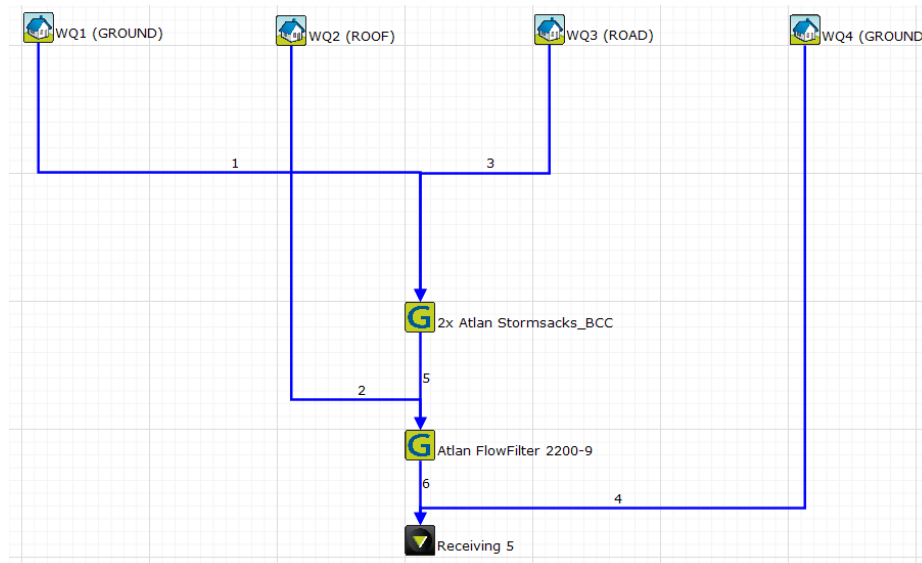 WQ1 (GROUND)
WQ2 (ROOF)
WQ3 (ROAD)
WQ4 (GROUND
1
3
G 2x Atlan Stormsacks_BCC
5
2
G Atlan FlowFilter 2200-9
6
4
Receiving 5